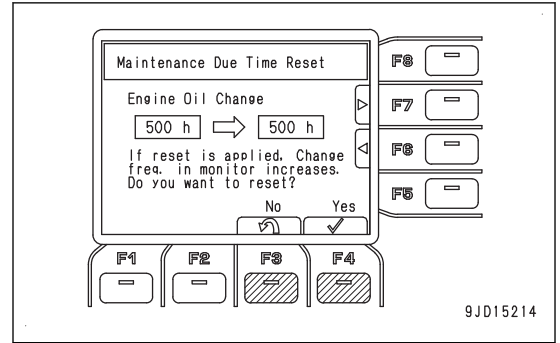 Maintenance Due Time Reset
F8
Engine Oil Change
500 h 500 h
F7
If reset is applied, Change
freq. in monitor increases.
Do you want to reset?
F6
No Yes
F5
F1 F2 F3 F4
9JD15214